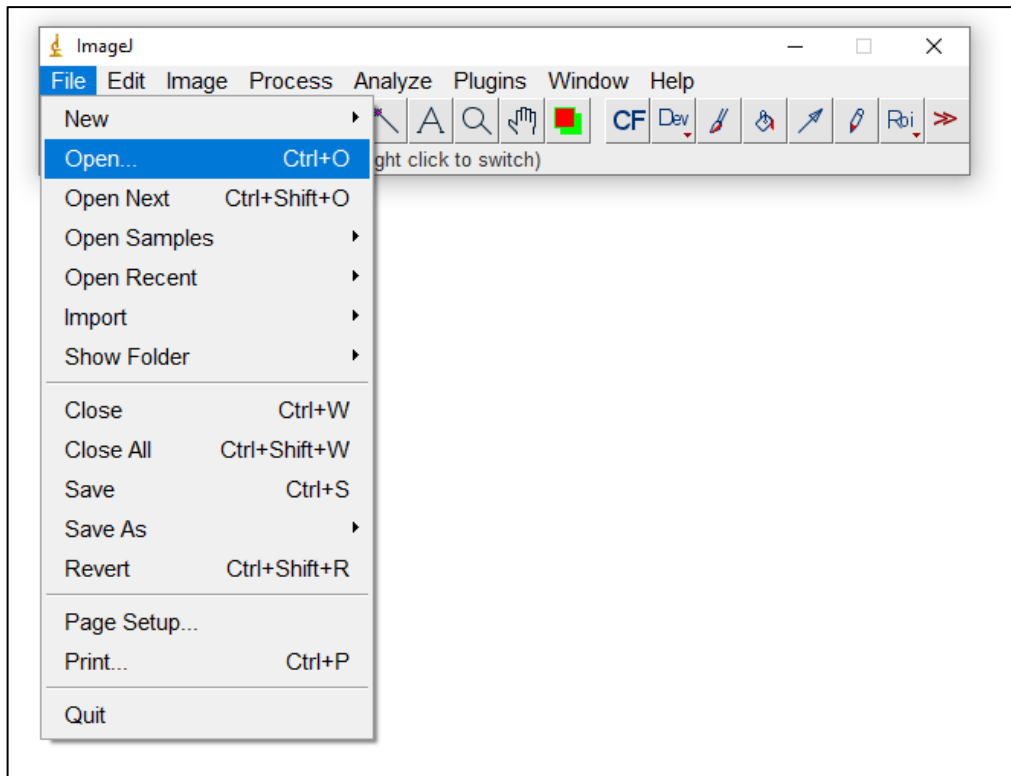 ImageJ
File Edit Image Process Analyze Plugins Window Help
A CF Dev Roi
ght click to switch)
New
Open... Ctrl+O
Open Next Ctrl+Shift+O
Open Samples
Open Recent
Import
Show Folder
Close Ctrl+W
Close All Ctrl+Shift+W
Save Ctrl+S
Save As
Revert Ctrl+Shift+R
Page Setup...
Print... Ctrl+P
Quit